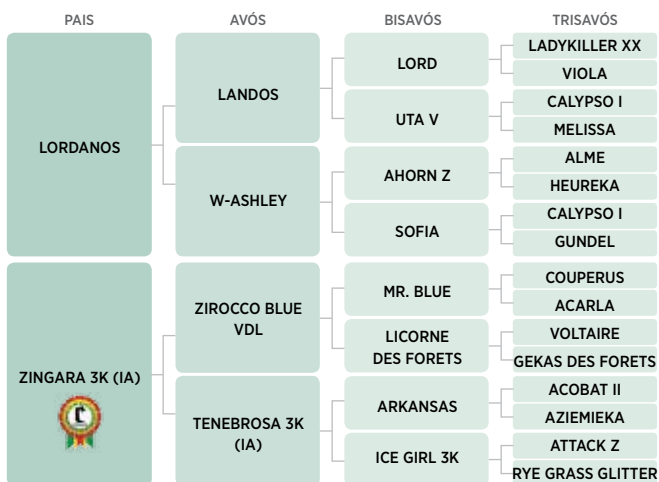 PAIS
AVÓS
BISAVÓS
TRISAVÓS
LORDANOS
LANDOS
W-ASHLEY
LORD
UTA V
AHORN Z
SOFIA
LADYKILLER XX
VIOLA
CALYPSO I
MELISSA
ALME
HEUREKA
CALYPSO I
GUNDEL
ZINGARA 3K (IA)
ZIROCCO BLUE
VDL
TENEBROSA 3K
(IA)
MR. BLUE
LICORNE
DES FORETS
ARKANSAS
ICE GIRL 3K
COUPERUS
ACARLA
VOLTAIRE
GEKAS DES FORETS
ACOBAT II
AZIEMIEKA
ATTACK Z
RYE GRASS GLITTER